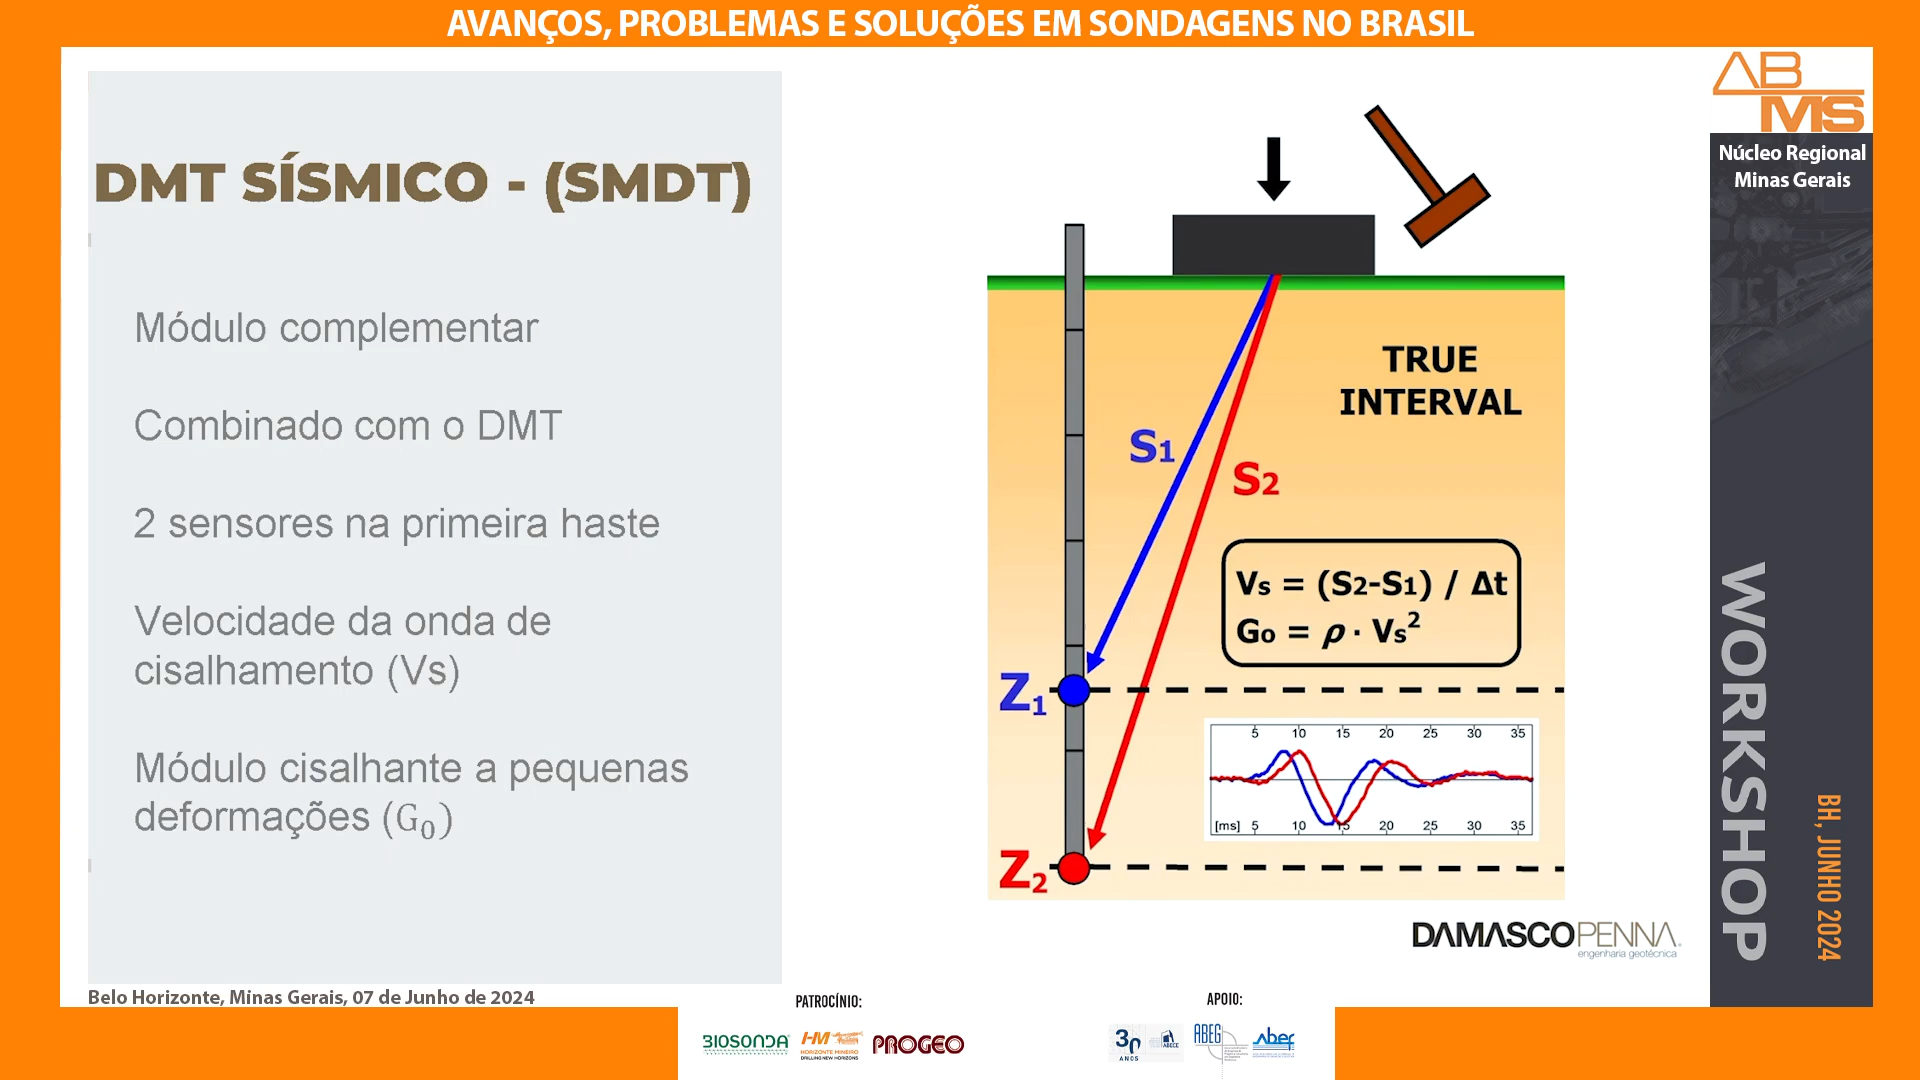 AVANÇOS, PROBLEMAS E SOLUÇÕES EM SONDAGENS NO BRASIL
ABMS
Núcleo Regional
Minas Gerais
DMT SÍSMICO - (SMDT)
Módulo complementar
Combinado com o DMT
2 sensores na primeira haste
Velocidade da onda de
cisalhamento (Vs)
Módulo cisalhante a pequenas
deformações (G₀)
TRUE
INTERVAL
S1
S2
Vs = (S2-S1) / Δt
Go = ρ · Vs²
Z₁
5 10 15 20 25 30 35
[ms] 5 10 15 20 25 30 35
Z₂
DAMASCOPENNA
engenharia geotécnica
WORKSHOP
BH, JUNHO 2024
Belo Horizonte, Minas Gerais, 07 de Junho de 2024
PATROCÍNIO:
BIOSONDA
HM
HORIZONTE MINEIRO
DRILLING NEW HORIZONS
PROGEO
APOIO:
30
ANOS
ABECE
ABEG
abef